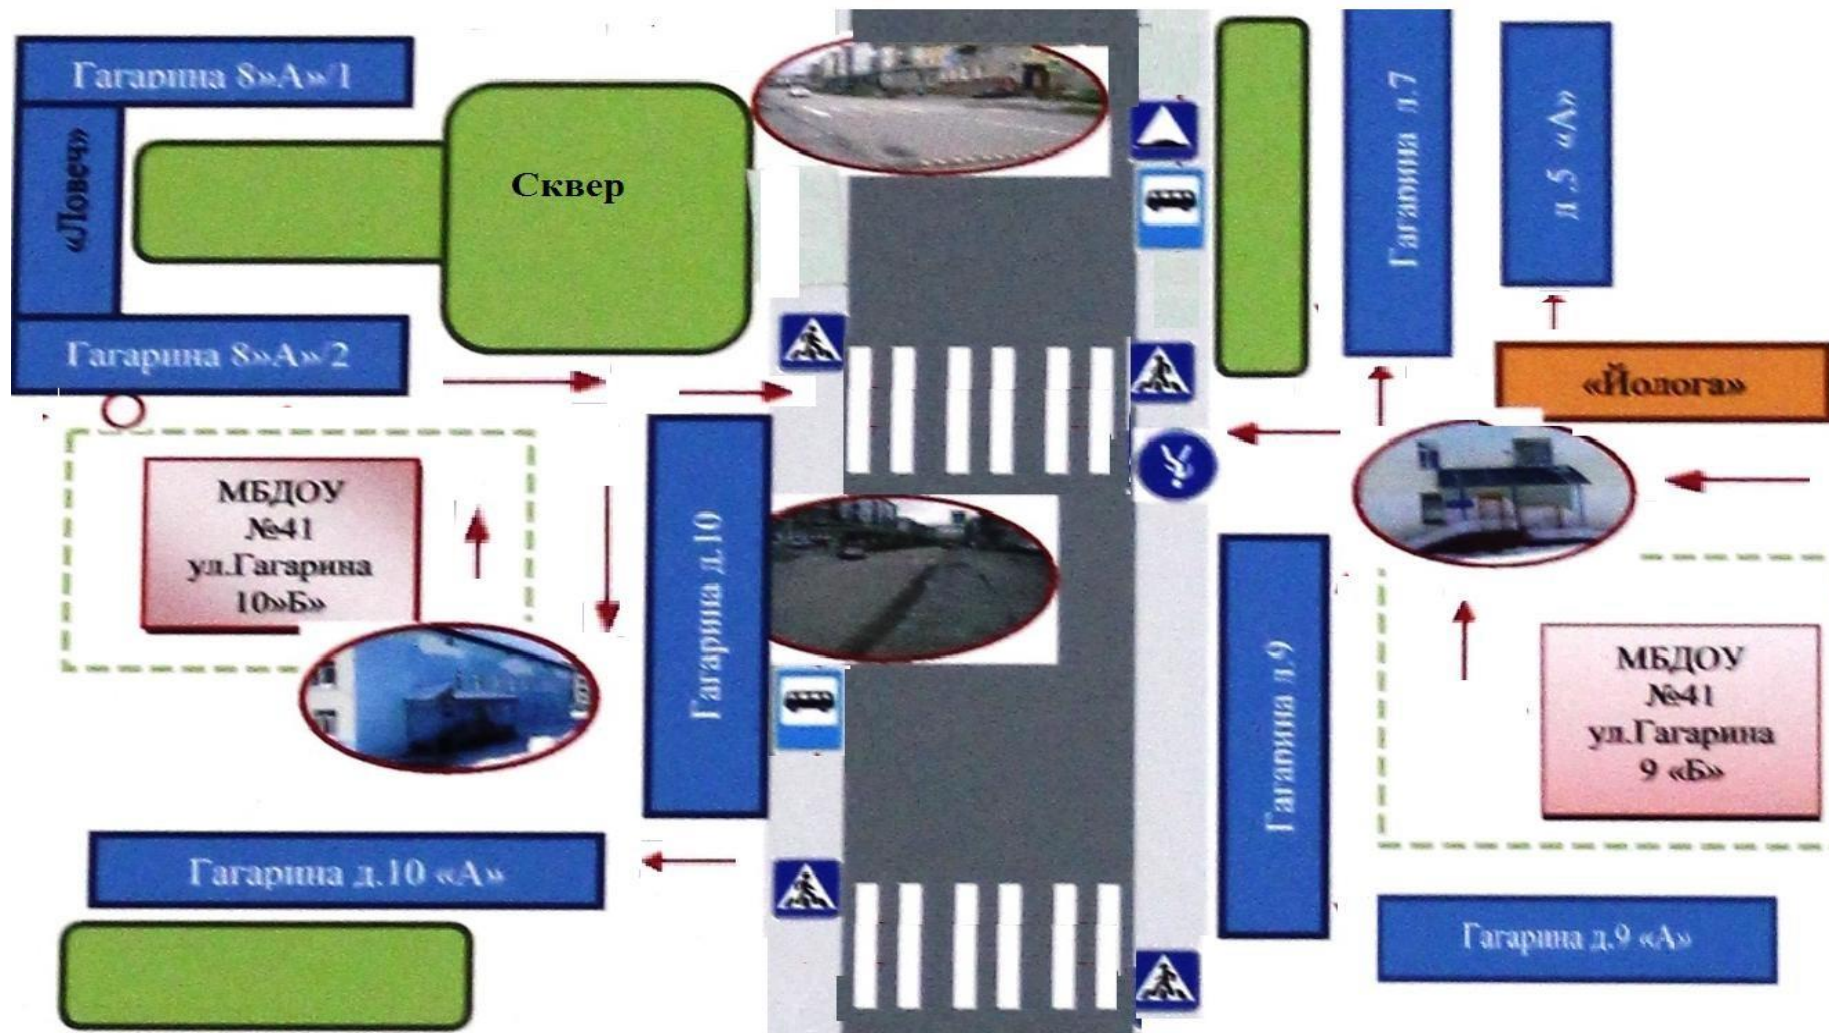 Гагарина 8»А»/1
«Ловеч»
Сквер
Гагарина 8»А»/2
МБДОУ
№41
ул.Гагарина
10»Б»
Гагарина д.10
Гагарина д.10 «А»
Гагарина д.7
д.5 «А»
«Йолога»
Гагарина д.9
МБДОУ
№41
ул.Гагарина
9 «Б»
Гагарина д.9 «А»